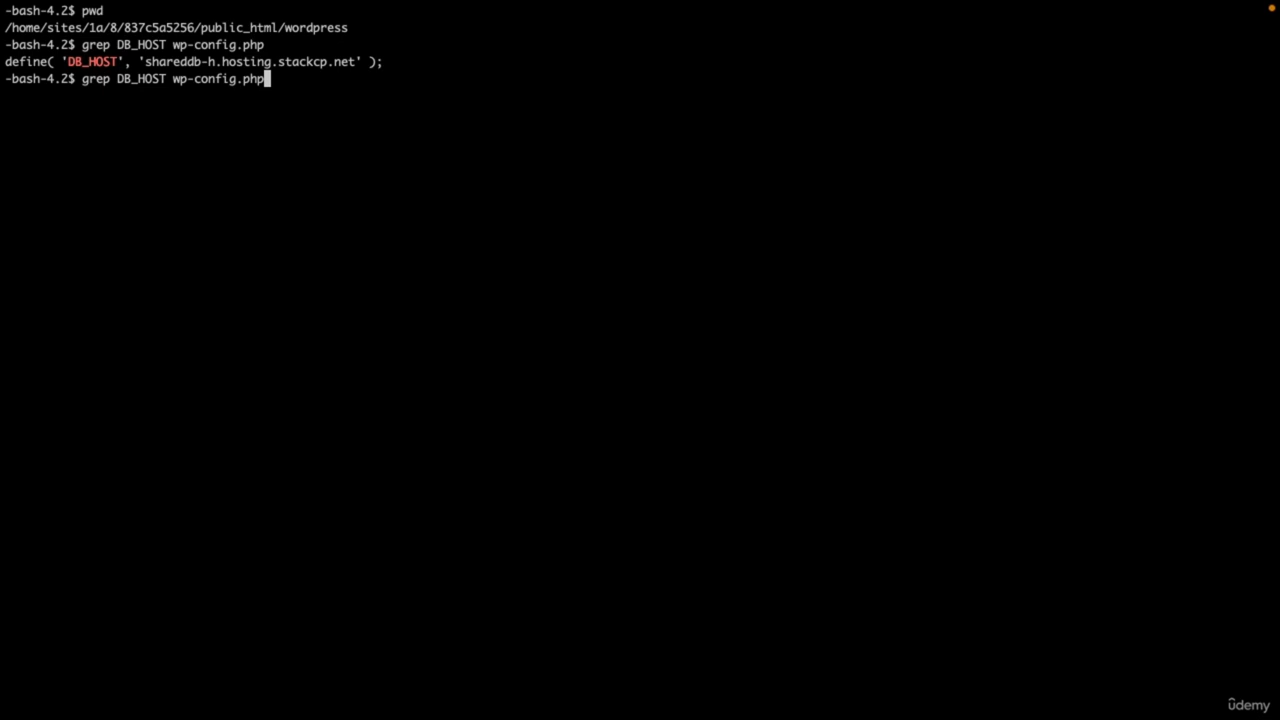 -bash-4.2$ pwd
/home/sites/1a/8/837c5a5256/public_html/wordpress
-bash-4.2$ grep DB_HOST wp-config.php
define( 'DB_HOST', 'shareddb-h.hosting.stackcp.net' );
-bash-4.2$ grep DB_HOST wp-config.php
ûdemy